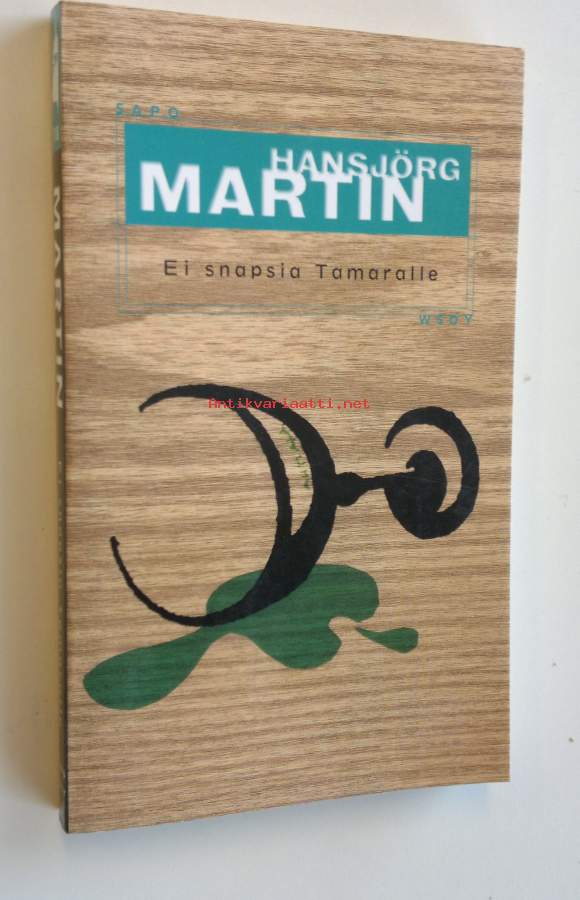 SAPO
HANSJÖRG
MARTIN
Ei snapsia Tamaralle
WSOY
Antikvariaatti.net
MARTIN